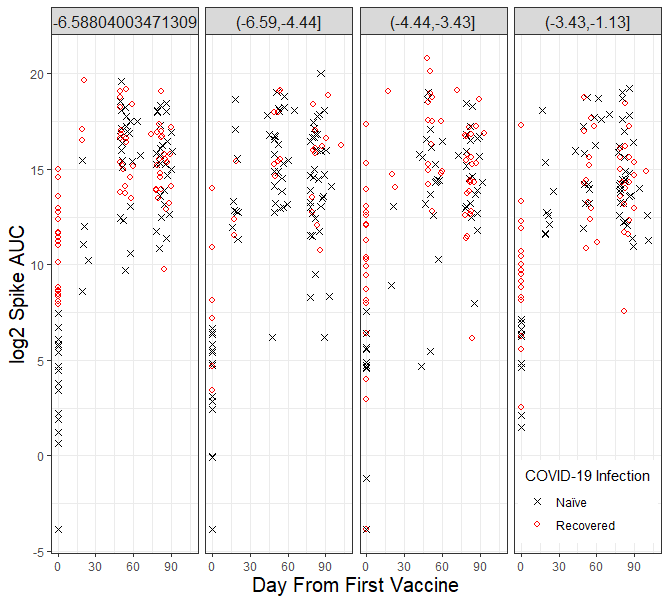 -6.58804003471309
(-6.59,-4.44]
(-4.44,-3.43]
(-3.43,-1.13]
log2 Spike AUC
20
15
10
5
0
-5
COVID-19 Infection
Naïve
Recovered
0 30 60 90 0 30 60 90 0 30 60 90 0 30 60 90
Day From First Vaccine